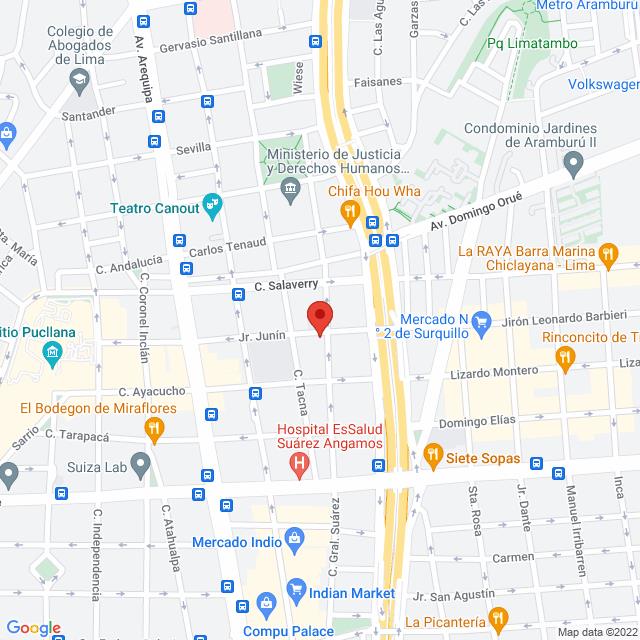 Metro Aramburú
Colegio de
Abogados
de Lima
Gervasio Santillana
Av. Arequipa
Wiese
C. Las Agu
Garzas
C. Los
Pq Limatambo
Faisanes
Volkswagen
Santander
Sevilla
Condominio Jardines
de Aramburú II
Ministerio de Justicia
y Derechos Humanos...
Chifa Hou Wha
Teatro Canout
Av. Domingo Orué
Sta. María
C. Andalucía
Carlos Tenaud
La RAYA Barra Marina
Chiclayana - Lima
C. Salaverry
C. Coronel Inclán
itio Pucllana
Jr. Junín
Mercado N
° 2 de Surquillo
Jirón Leonardo Barbieri
Rinconcito de T
Liza
Lizardo Montero
C. Ayacucho
C. Tacna
El Bodegon de Miraflores
Sarrio
C. Tarapacá
Domingo Elías
Hospital EsSalud
Suárez Angamos
Suiza Lab
Siete Sopas
C. Independencia
C. Atahualpa
C. Gral. Suárez
Sta. Rosa
Jr. Dante
Manuel Irribarren
Inca
Mercado Indio
Carmen
Indian Market
Jr. San Agustín
La Picantería
Compu Palace
Google
Map data ©2022